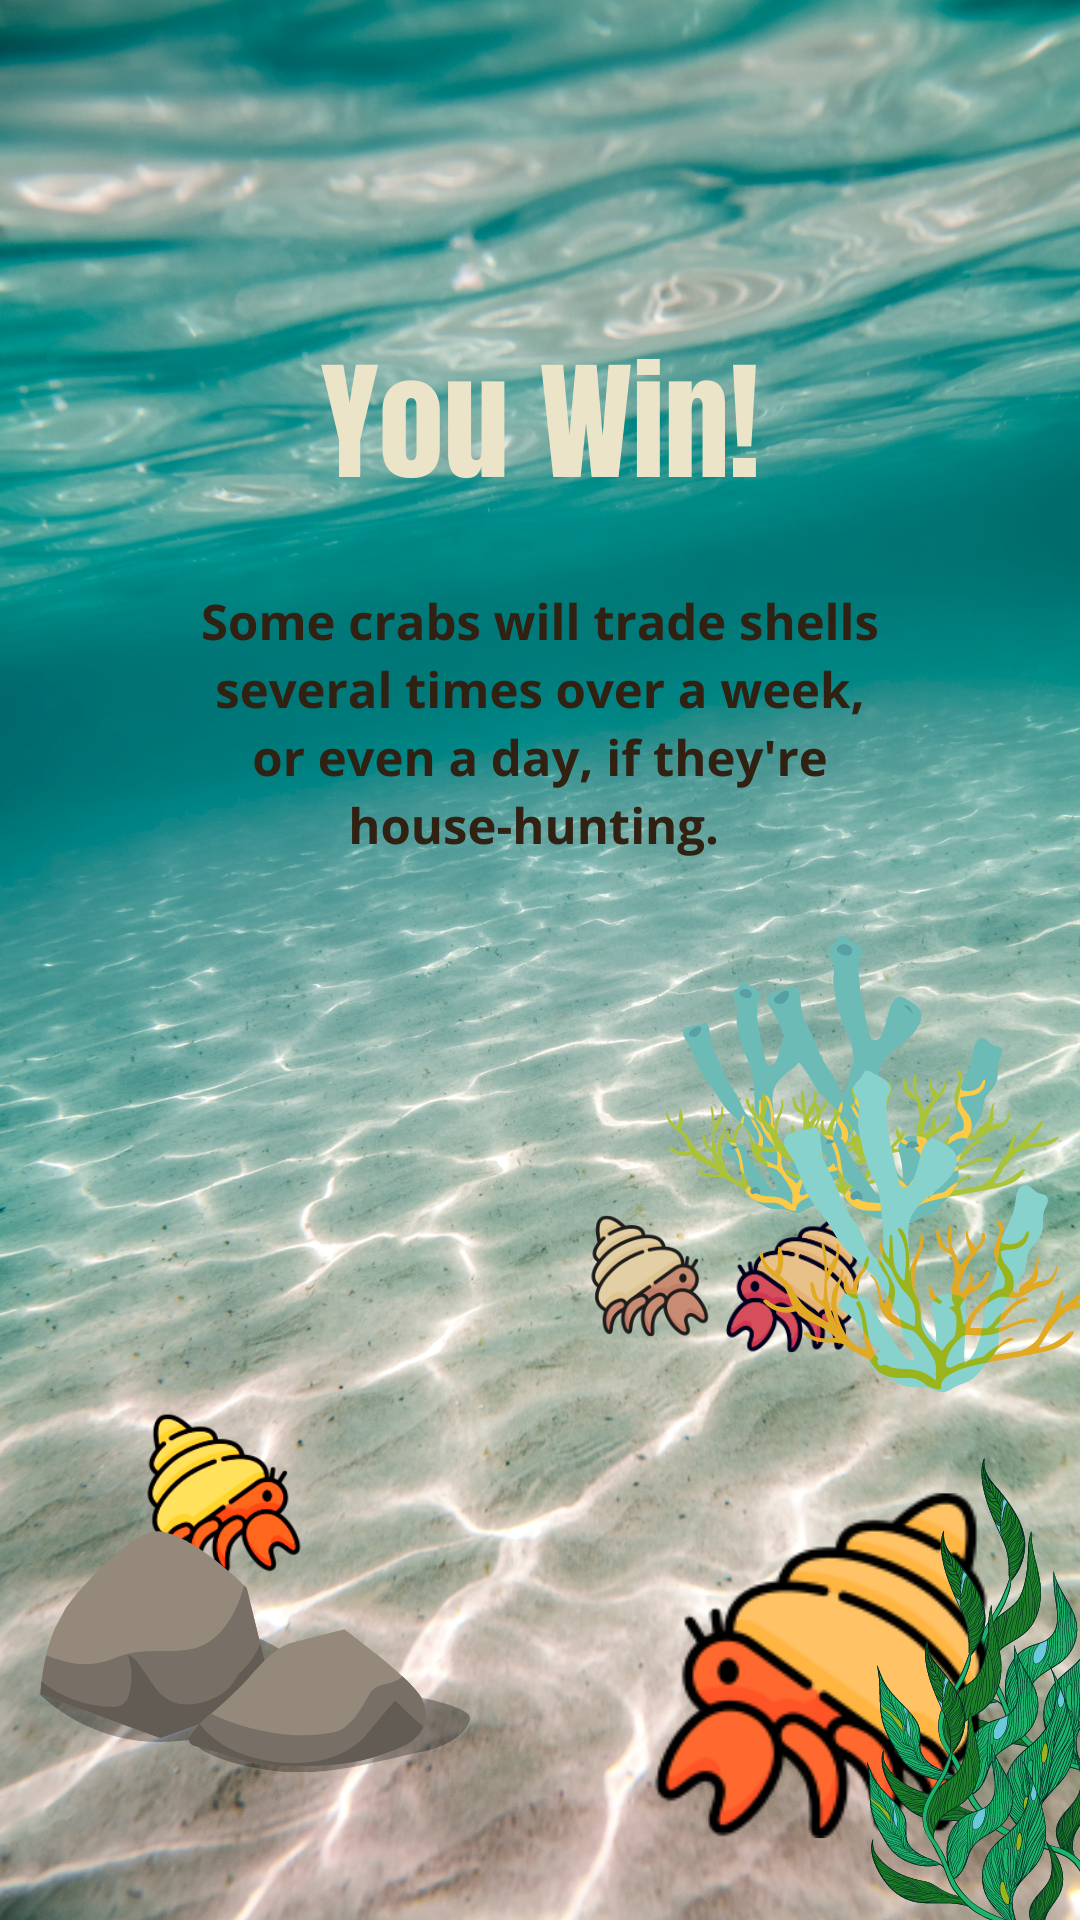 You Win!
Some crabs will trade shells
several times over a week,
or even a day, if they're
house-hunting.